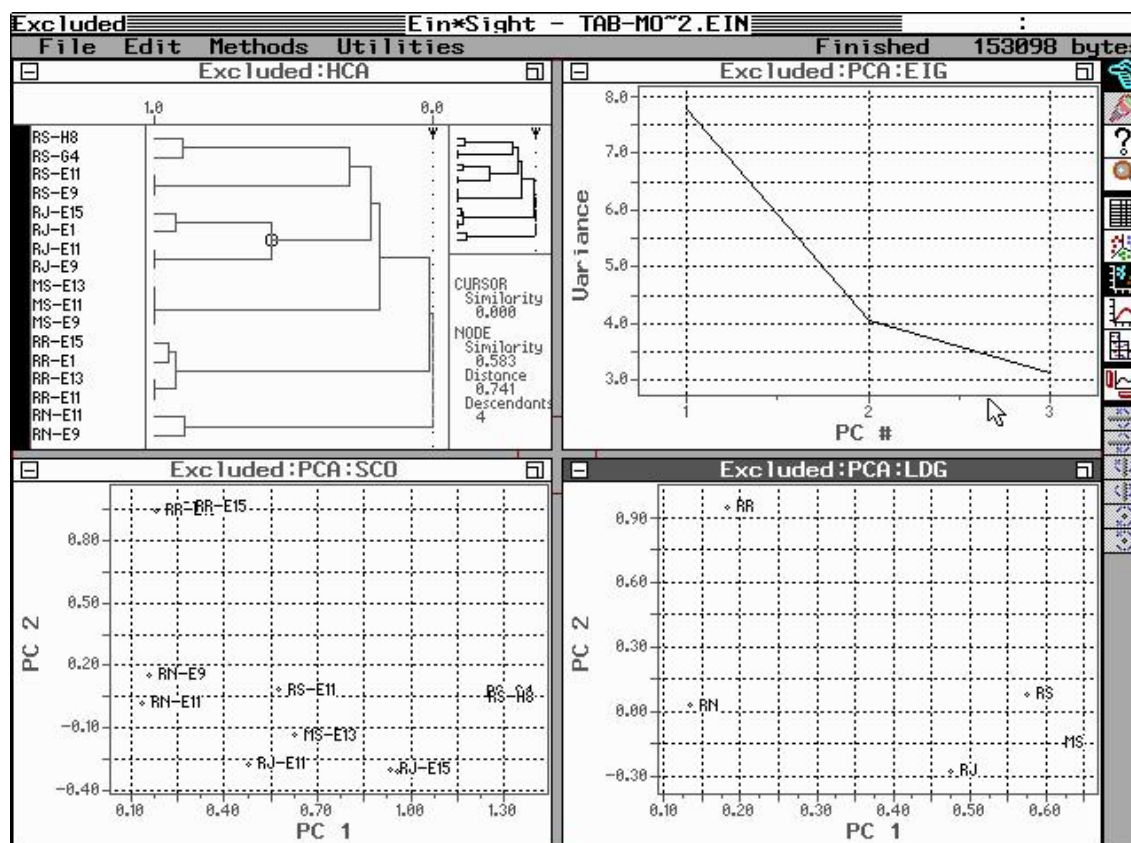 Excluded Ein*Sight - TAB-MO~2.EIN :
File Edit Methods Utilities Finished 153098 bytes
Excluded:HCA
1.0 0.0
RS-H8
RS-G4
RS-E11
RS-E9
RJ-E15
RJ-E1
RJ-E11
RJ-E9
MS-E13
MS-E11
MS-E9
RR-E15
RR-E1
RR-E13
RR-E11
RN-E11
RN-E9
CURSOR
Similarity
0.000
NODE
Similarity
0.583
Distance
0.741
Descendants
4
Excluded:PCA:EIG
8.0
7.0
6.0
5.0
4.0
3.0
Variance
1 2 3
PC #
?
Excluded:PCA:SCO
RR-E15
0.80
0.50
0.20
-0.10
-0.40
PC 2
RN-E9
RN-E11
RS-E11
RS-H8
MS-E13
RJ-E11
RJ-E15
0.10 0.40 0.70 1.00 1.30
PC 1
Excluded:PCA:LDG
0.90
0.60
0.30
0.00
-0.30
PC 2
RR
RN
RS
MS
RJ
0.10 0.20 0.30 0.40 0.50 0.60
PC 1